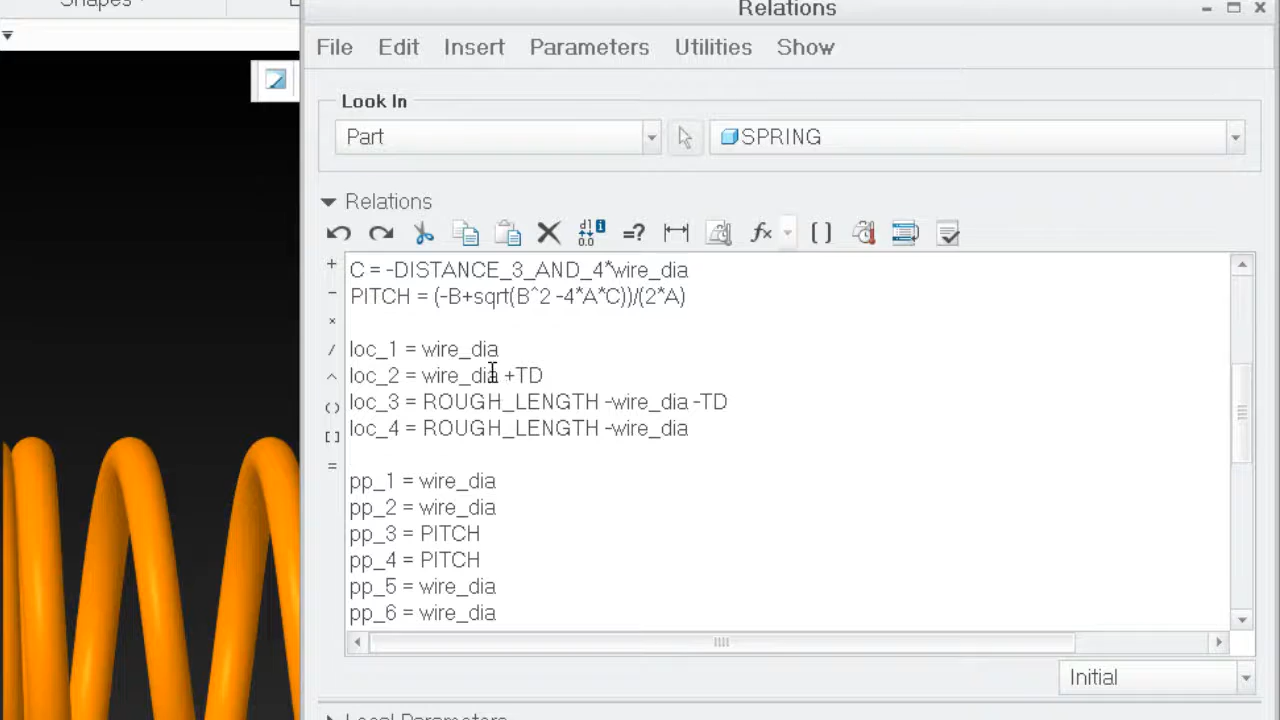 Shapes
Relations
File Edit Insert Parameters Utilities Show
Look In
Part SPRING
Relations
C = -DISTANCE_3_AND_4*wire_dia
PITCH = (-B+sqrt(B^2 -4*A*C))/(2*A)
loc_1 = wire_dia
loc_2 = wire_dia +TD
loc_3 = ROUGH_LENGTH -wire_dia -TD
loc_4 = ROUGH_LENGTH -wire_dia
pp_1 = wire_dia
pp_2 = wire_dia
pp_3 = PITCH
pp_4 = PITCH
pp_5 = wire_dia
pp_6 = wire_dia
Initial
Local Parameters